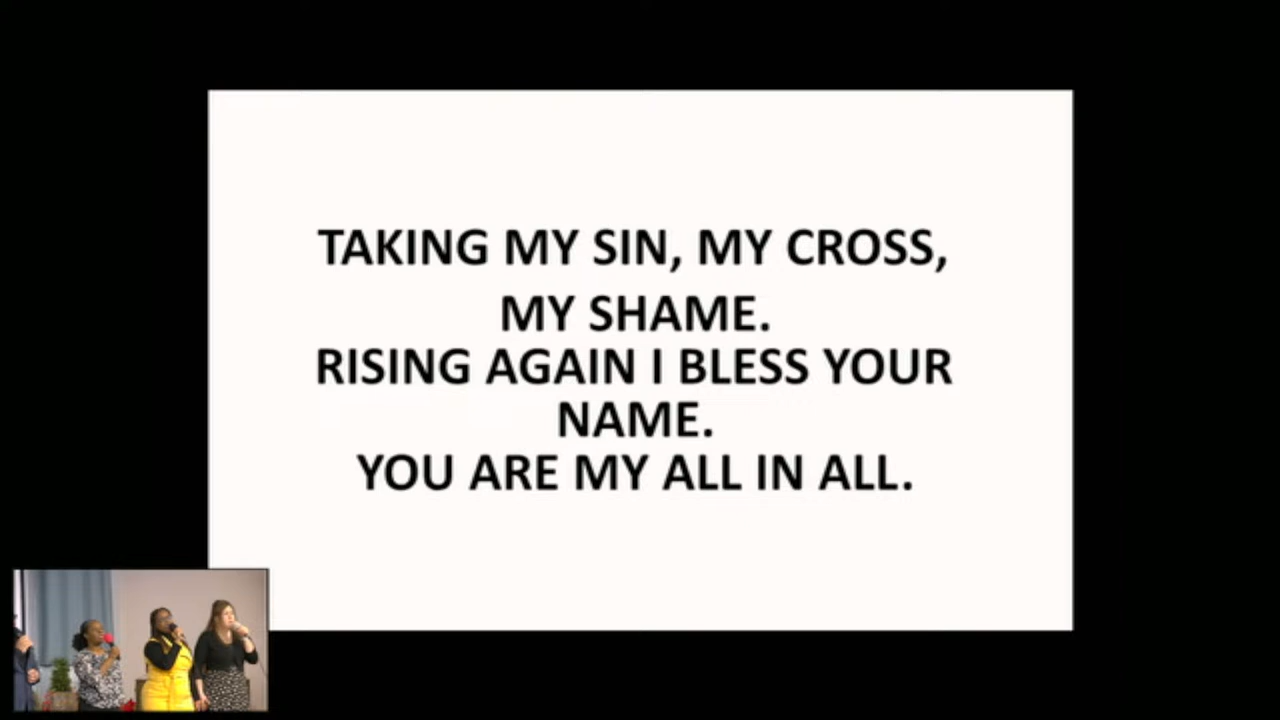 TAKING MY SIN, MY CROSS,
MY SHAME.
RISING AGAIN I BLESS YOUR
NAME.
YOU ARE MY ALL IN ALL.